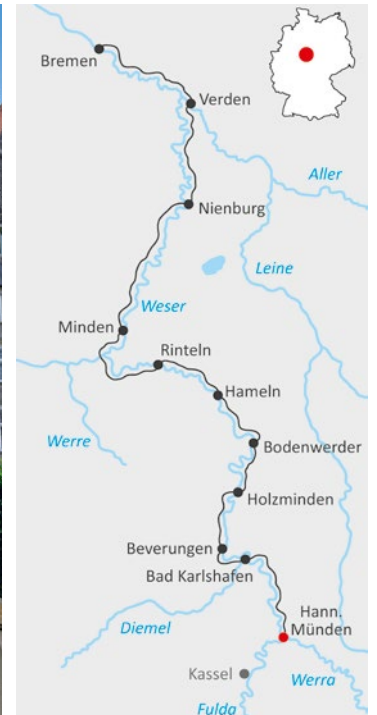 Bremen
Verden
Aller
Nienburg
Leine
Weser
Minden
Rinteln
Hameln
Werre
Bodenwerder
Holzminden
Beverungen
Bad Karlshafen
Hann.
Münden
Diemel
Kassel
Werra
Fulda